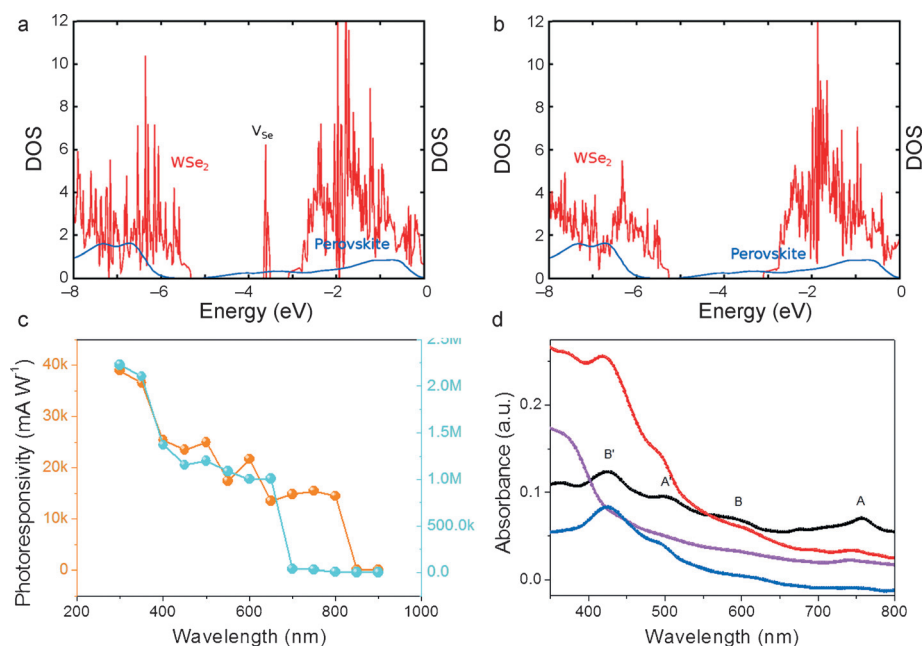 a
12
10
8
6
4
2
0
DOS
WSe2
VSe
Perovskite
DOS
−8 −6 −4 −2 0
Energy (eV)
b
12
10
8
6
4
2
0
DOS
WSe2
Perovskite
DOS
−8 −6 −4 −2 0
Energy (eV)
c
40k
30k
20k
10k
0
Photoresponsivity (mA W-1)
2.5M
2.0M
1.5M
1.0M
500.0k
0.0
200 400 600 800 1000
Wavelength (nm)
d
0.2
0.1
0.0
Absorbance (a.u.)
B'
A'
B
A
400 500 600 700 800
Wavelength (nm)